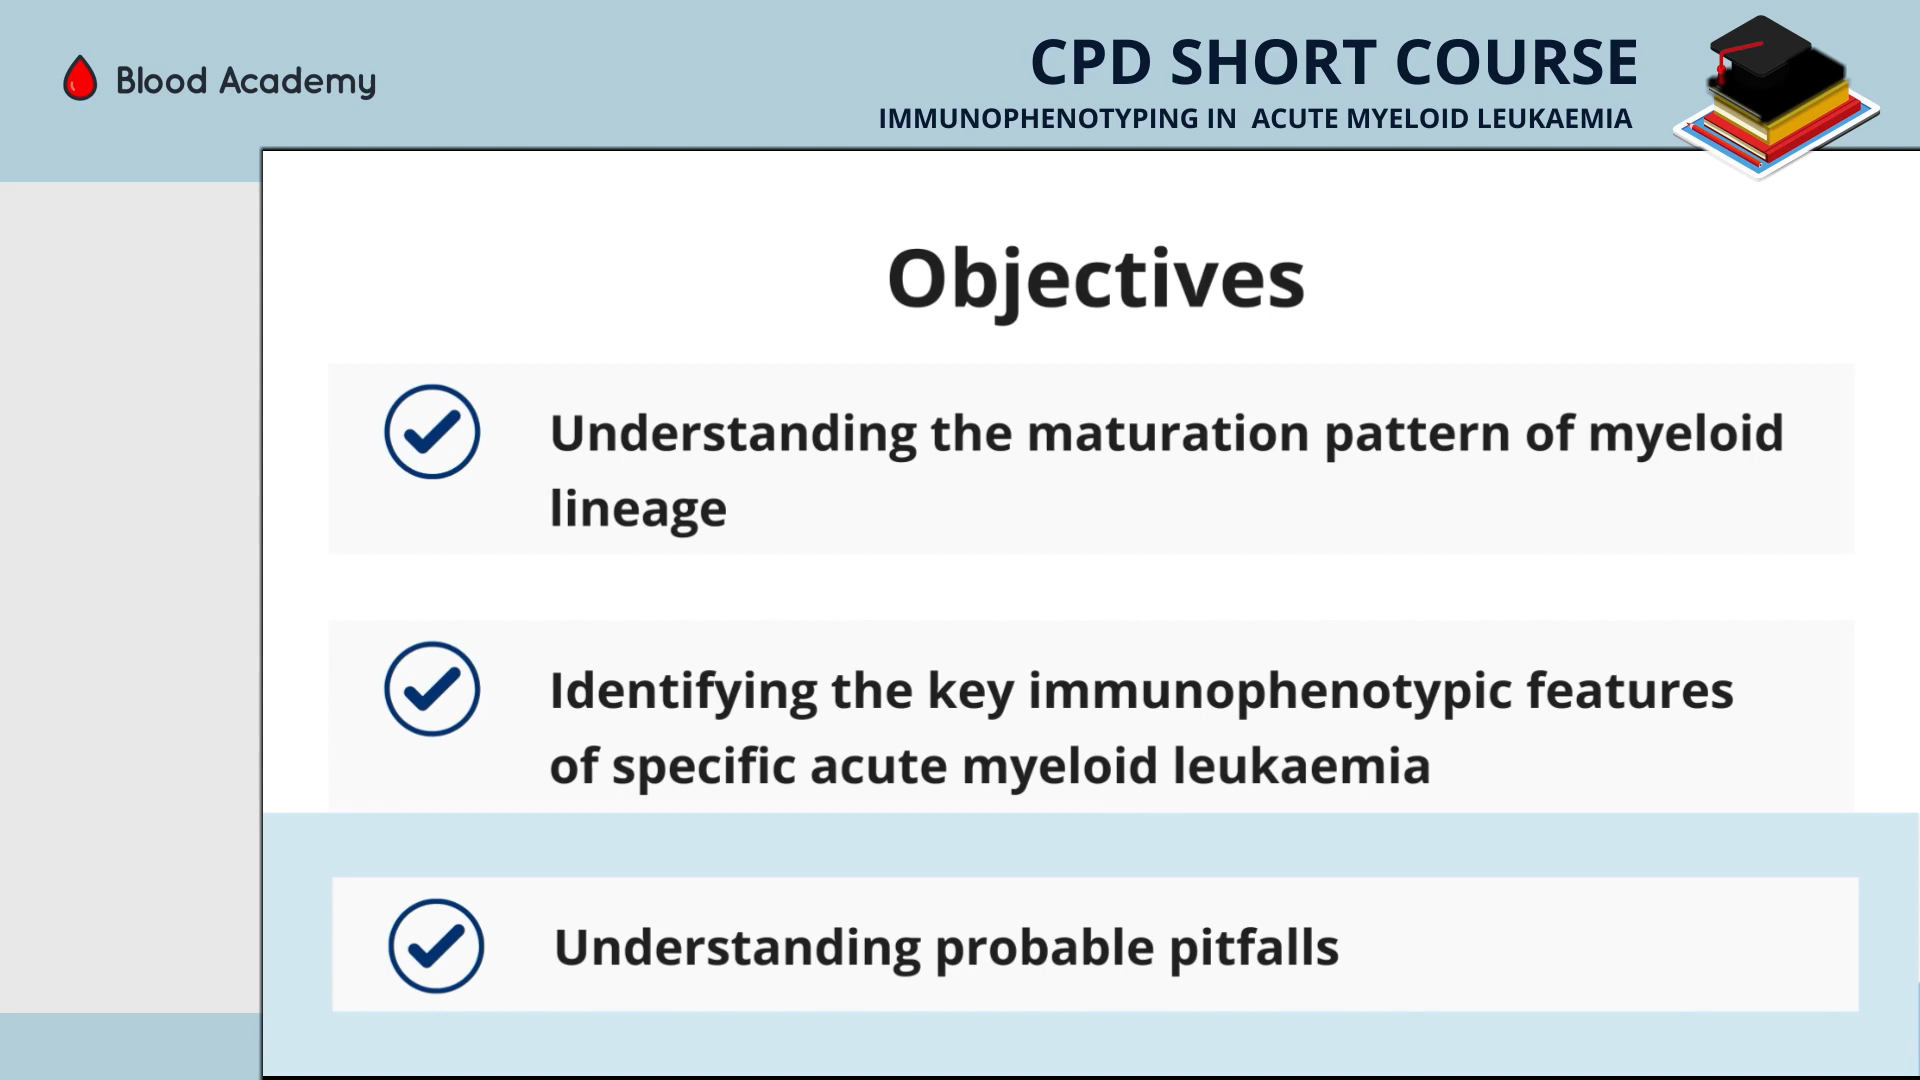 Blood Academy
CPD SHORT COURSE
IMMUNOPHENOTYPING IN ACUTE MYELOID LEUKAEMIA
Objectives
Understanding the maturation pattern of myeloid
lineage
Identifying the key immunophenotypic features
of specific acute myeloid leukaemia
Understanding probable pitfalls